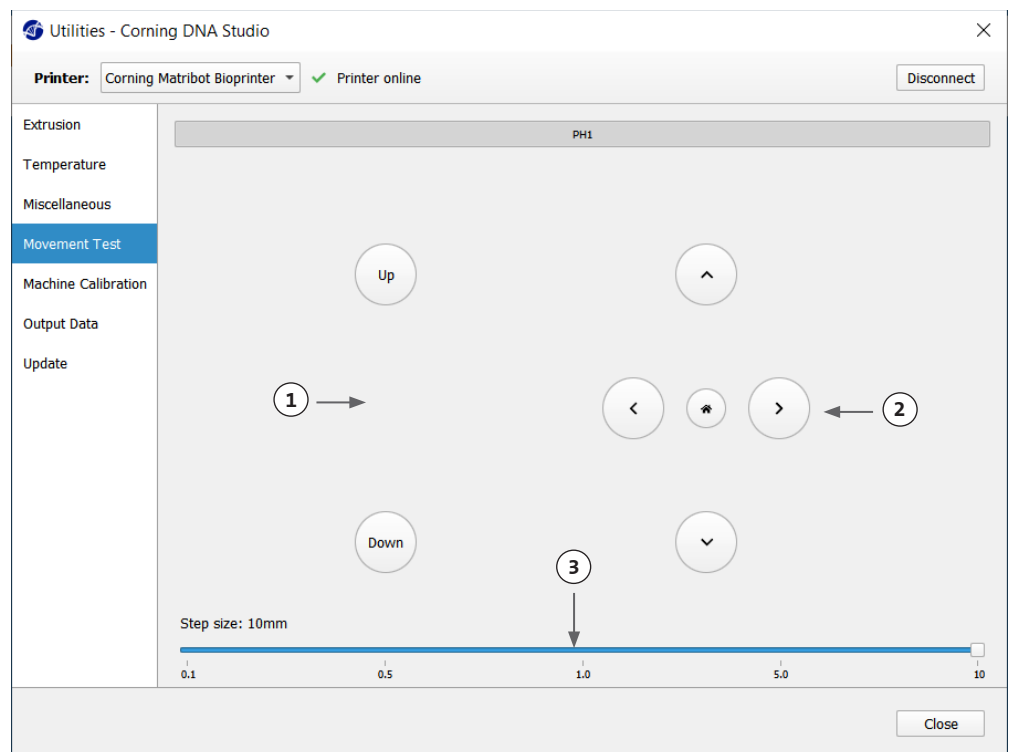 Utilities - Corning DNA Studio
Printer: Corning Matribot Bioprinter Printer online Disconnect
Extrusion
PH1
Temperature
Miscellaneous
Movement Test
Machine Calibration
Output Data
Update
Up
1
2
Down
3
Step size: 10mm
0.1 0.5 1.0 5.0 10
Close